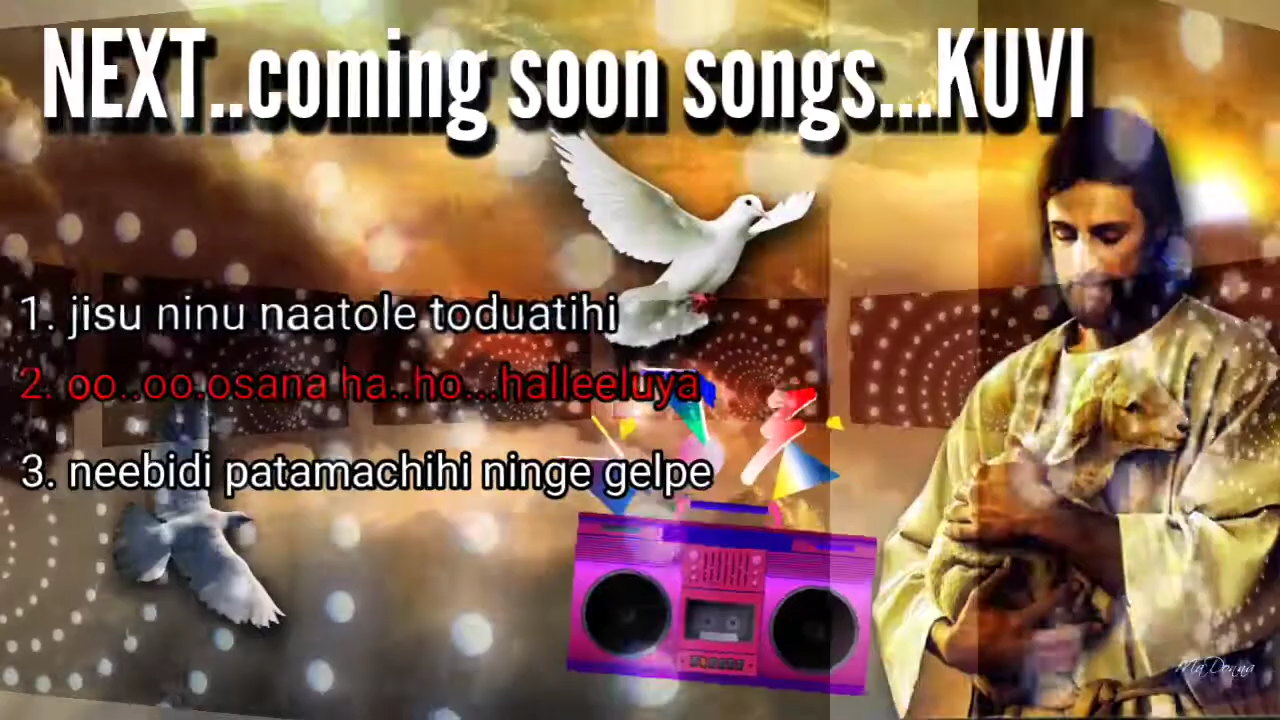 NEXT..coming soon songs...KUVI
1. jisu ninu naatole toduatihi
2. oo..oo.osana ha..ho...halleeluya
3. neebidi patamachihi ninge gelpe
MaDonna